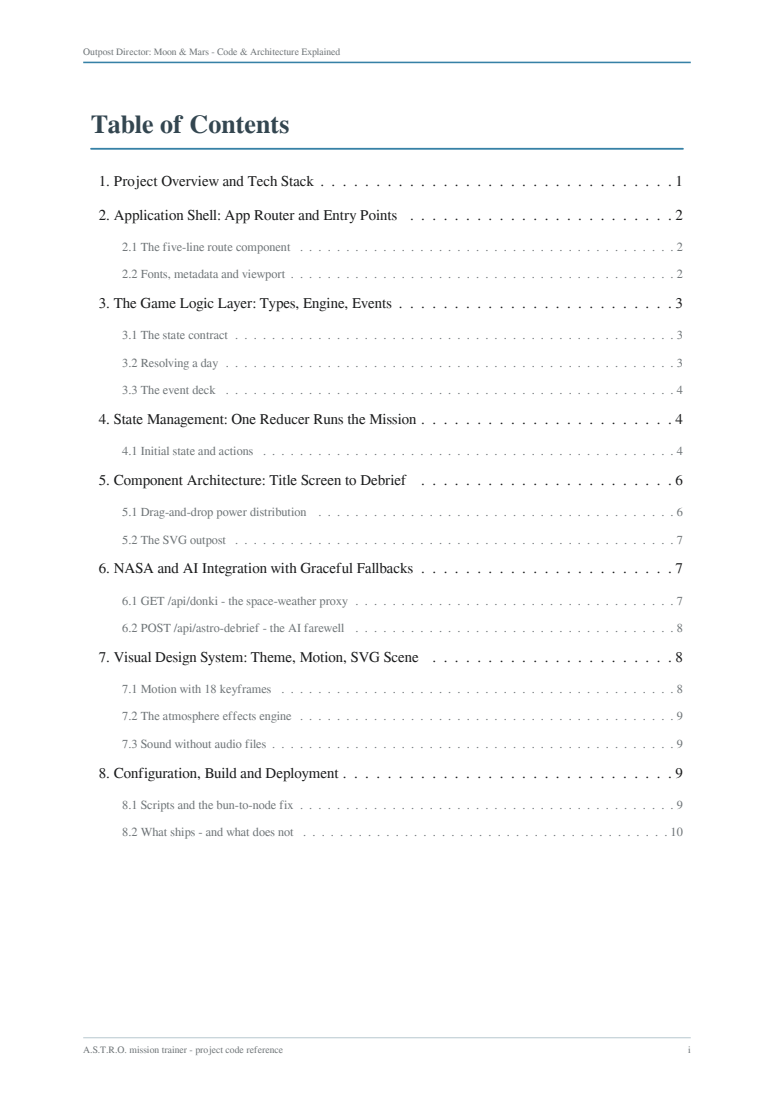 Outpost Director: Moon & Mars - Code & Architecture Explained
Table of Contents
1. Project Overview and Tech Stack . . . . . . . . . . . . . . . . . . . . . . . . . . . . . . 1
2. Application Shell: App Router and Entry Points . . . . . . . . . . . . . . . . . . . . . . . 2
2.1 The five-line route component . . . . . . . . . . . . . . . . . . . . . . . . . . . . . . . . . . . . . . . . 2
2.2 Fonts, metadata and viewport . . . . . . . . . . . . . . . . . . . . . . . . . . . . . . . . . . . . . . . . . 2
3. The Game Logic Layer: Types, Engine, Events . . . . . . . . . . . . . . . . . . . . . . . . 3
3.1 The state contract . . . . . . . . . . . . . . . . . . . . . . . . . . . . . . . . . . . . . . . . . . . . . . 3
3.2 Resolving a day . . . . . . . . . . . . . . . . . . . . . . . . . . . . . . . . . . . . . . . . . . . . . . . 3
3.3 The event deck . . . . . . . . . . . . . . . . . . . . . . . . . . . . . . . . . . . . . . . . . . . . . . . 4
4. State Management: One Reducer Runs the Mission . . . . . . . . . . . . . . . . . . . . . . 4
4.1 Initial state and actions . . . . . . . . . . . . . . . . . . . . . . . . . . . . . . . . . . . . . . . . . . . 4
5. Component Architecture: Title Screen to Debrief . . . . . . . . . . . . . . . . . . . . . . 6
5.1 Drag-and-drop power distribution . . . . . . . . . . . . . . . . . . . . . . . . . . . . . . . . . . . . . . 6
5.2 The SVG outpost . . . . . . . . . . . . . . . . . . . . . . . . . . . . . . . . . . . . . . . . . . . . . . 7
6. NASA and AI Integration with Graceful Fallbacks . . . . . . . . . . . . . . . . . . . . . . 7
6.1 GET /api/donki - the space-weather proxy . . . . . . . . . . . . . . . . . . . . . . . . . . . . . . . . . . 7
6.2 POST /api/astro-debrief - the AI farewell . . . . . . . . . . . . . . . . . . . . . . . . . . . . . . . . . . 8
7. Visual Design System: Theme, Motion, SVG Scene . . . . . . . . . . . . . . . . . . . . . 8
7.1 Motion with 18 keyframes . . . . . . . . . . . . . . . . . . . . . . . . . . . . . . . . . . . . . . . . . . 8
7.2 The atmosphere effects engine . . . . . . . . . . . . . . . . . . . . . . . . . . . . . . . . . . . . . . . . 9
7.3 Sound without audio files . . . . . . . . . . . . . . . . . . . . . . . . . . . . . . . . . . . . . . . . . . 9
8. Configuration, Build and Deployment . . . . . . . . . . . . . . . . . . . . . . . . . . . . 9
8.1 Scripts and the bun-to-node fix . . . . . . . . . . . . . . . . . . . . . . . . . . . . . . . . . . . . . . . . 9
8.2 What ships - and what does not . . . . . . . . . . . . . . . . . . . . . . . . . . . . . . . . . . . . . . . 10
A.S.T.R.O. mission trainer - project code reference
i